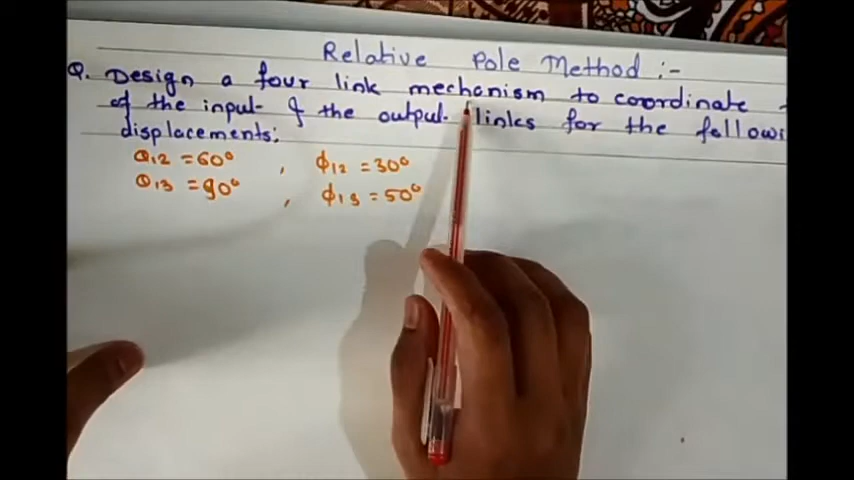 Relative Pole Method :-
Q. Design a four link mechanism to coordinate
of the input & the output links for the followi
displacements:
θ12 = 60° , ϕ12 = 30°
θ13 = 90° , ϕ13 = 50°